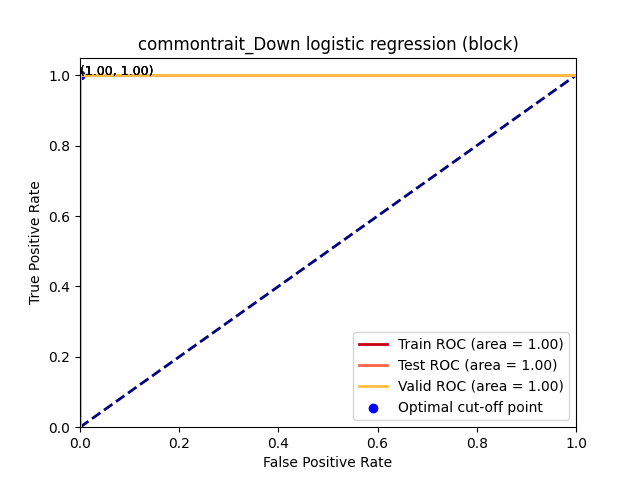 commontrait_Down logistic regression (block)
(1.00, 1.00)
1.0
0.8
0.6
0.4
0.2
0.0
True Positive Rate
Train ROC (area = 1.00)
Test ROC (area = 1.00)
Valid ROC (area = 1.00)
Optimal cut-off point
0.0 0.2 0.4 0.6 0.8 1.0
False Positive Rate